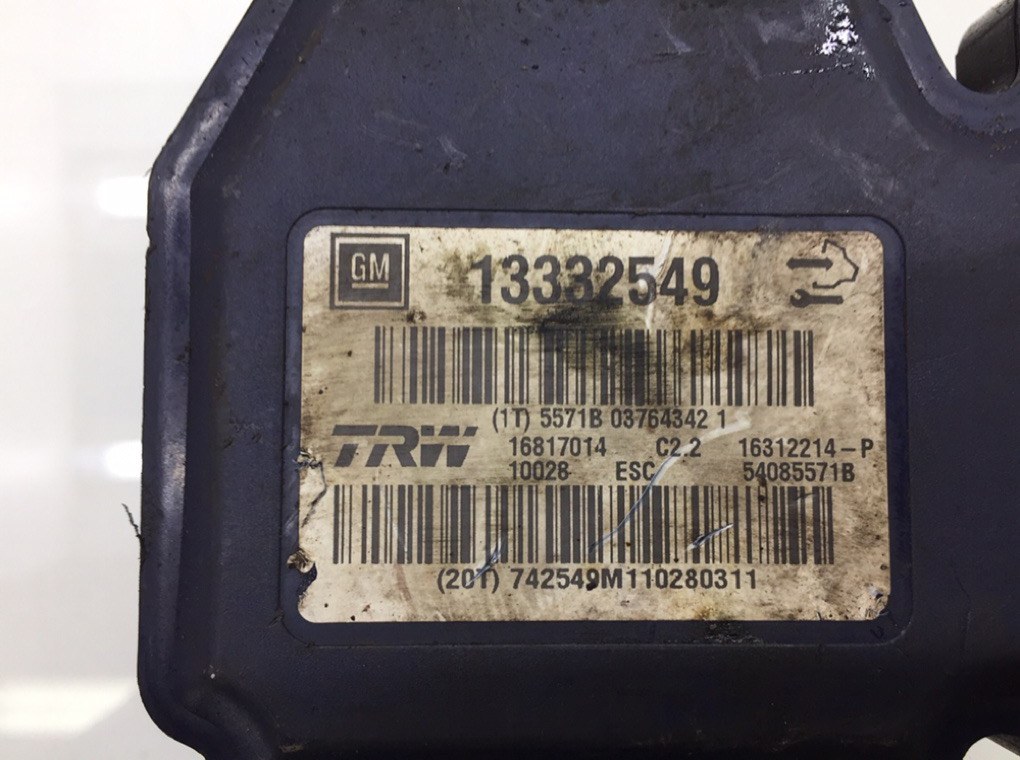 GM 13332549
(1T) 5571B 03764342 1
TRW 16817014 C2.2 16312214-P
10028 ESC 54085571B
(20T) 742549M110280311